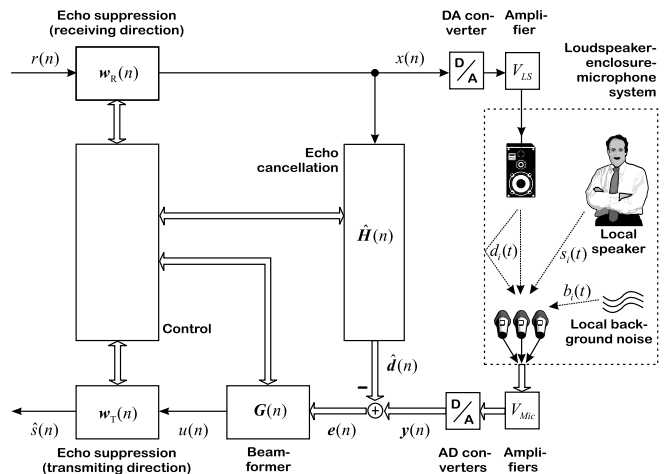 Echo suppression
(receiving direction)
DA con-
verter
Ampli-
fier
Loudspeaker-
enclosure-
microphone
system
r(n)
w_R(n)
x(n)
D/A
V_LS
Echo
cancellation
Ĥ(n)
d_i(t)
s_i(t)
Local
speaker
b_i(t)
Local back-
ground noise
Control
d̂(n)
–
ŝ(n)
w_T(n)
u(n)
G(n)
e(n)
+
y(n)
D/A
V_Mic
Echo suppression
(transmiting direction)
Beam-
former
AD con-
verters
Ampli-
fiers